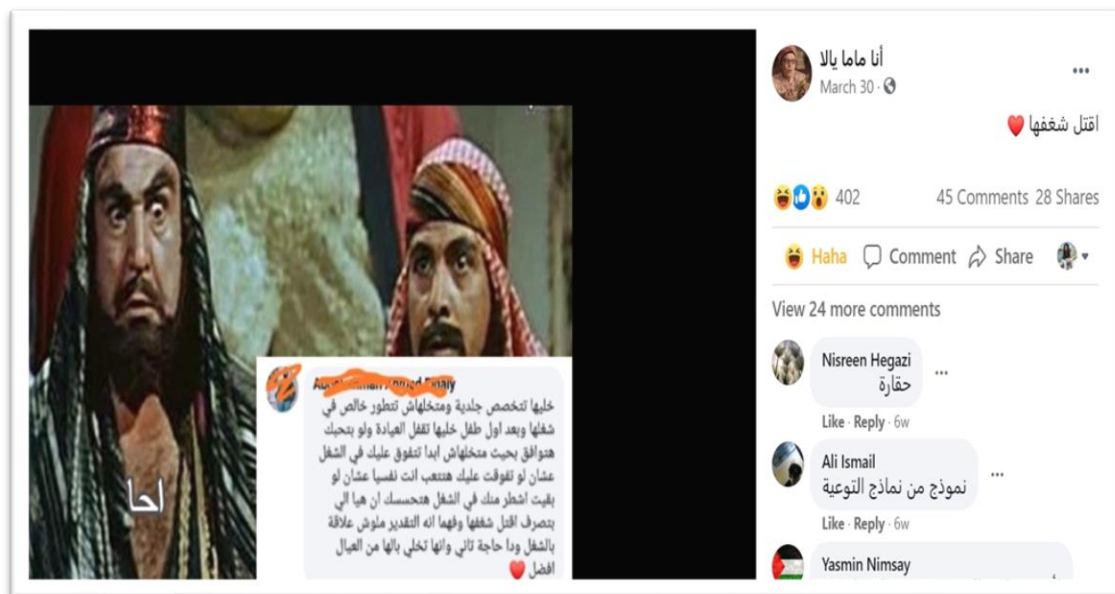 أنا ماما يالا
March 30
اقتل شغفها ❤️
402
45 Comments 28 Shares
Haha Comment Share
View 24 more comments
Nisreen Hegazi
حقارة
Like · Reply · 6w
Ali Ismail
نموذج من نماذج التوعية
Like · Reply · 6w
Yasmin Nimsay
احا
خليها تتخصص جلدية ومتخلهاش تتطور خالص في
شغلها وبعد اول طفل خليها تقفل العيادة ولو بتحبك
هتوافق بحيث متخلهاش ابدا تتفوق عليك في الشغل
عشان لو تفوقت عليك هتتعب انت نفسيا عشان لو
بقيت اشطر منك في الشغل هتحسسك ان هيا الي
بتصرف اقتل شغفها وفهما انه التقدير ملوش علاقة
بالشغل ودا حاجة تاني وانها تخلي بالها من العيال
افضل ❤️